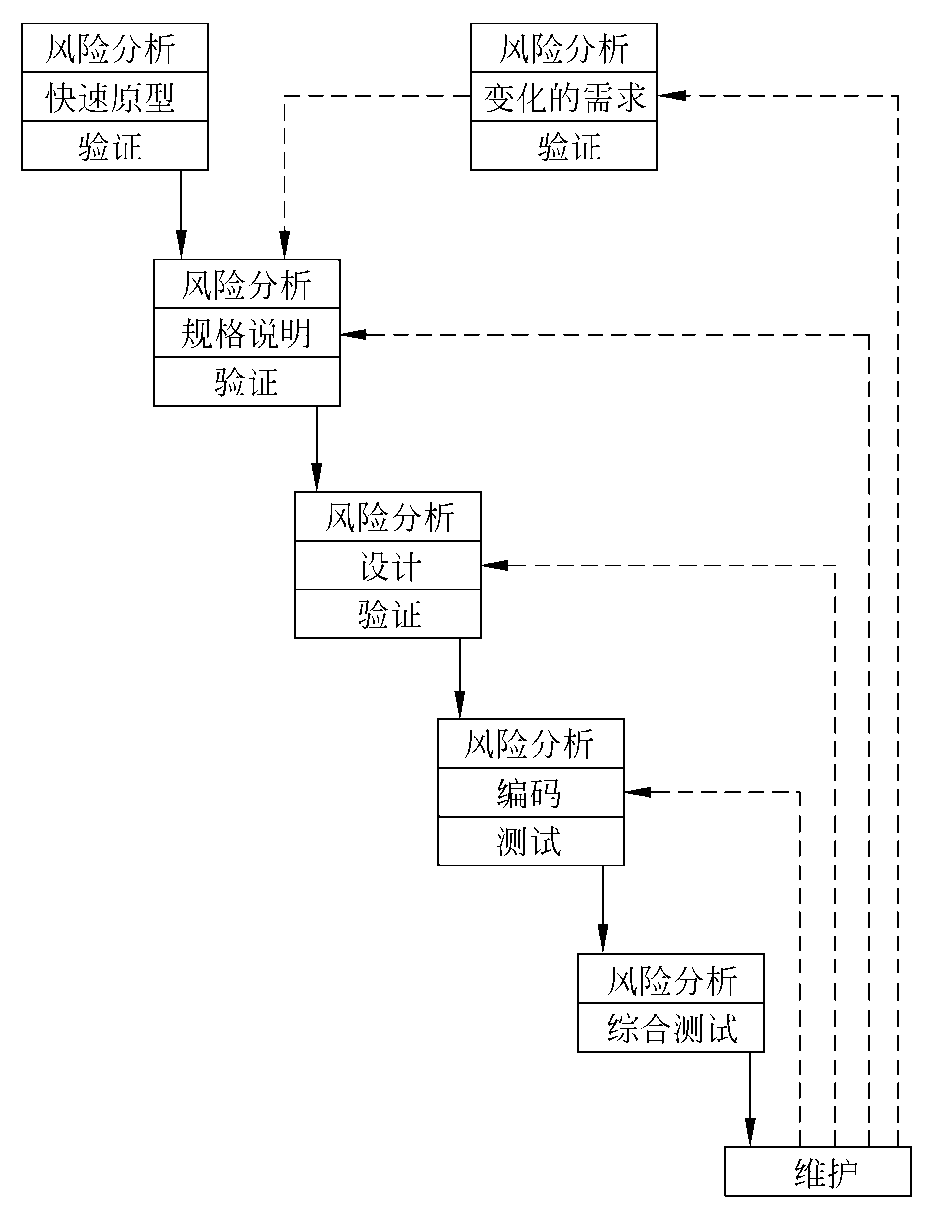 风险分析
快速原型
验证
风险分析
变化的需求
验证
风险分析
规格说明
验证
风险分析
设计
验证
风险分析
编码
测试
风险分析
综合测试
维护